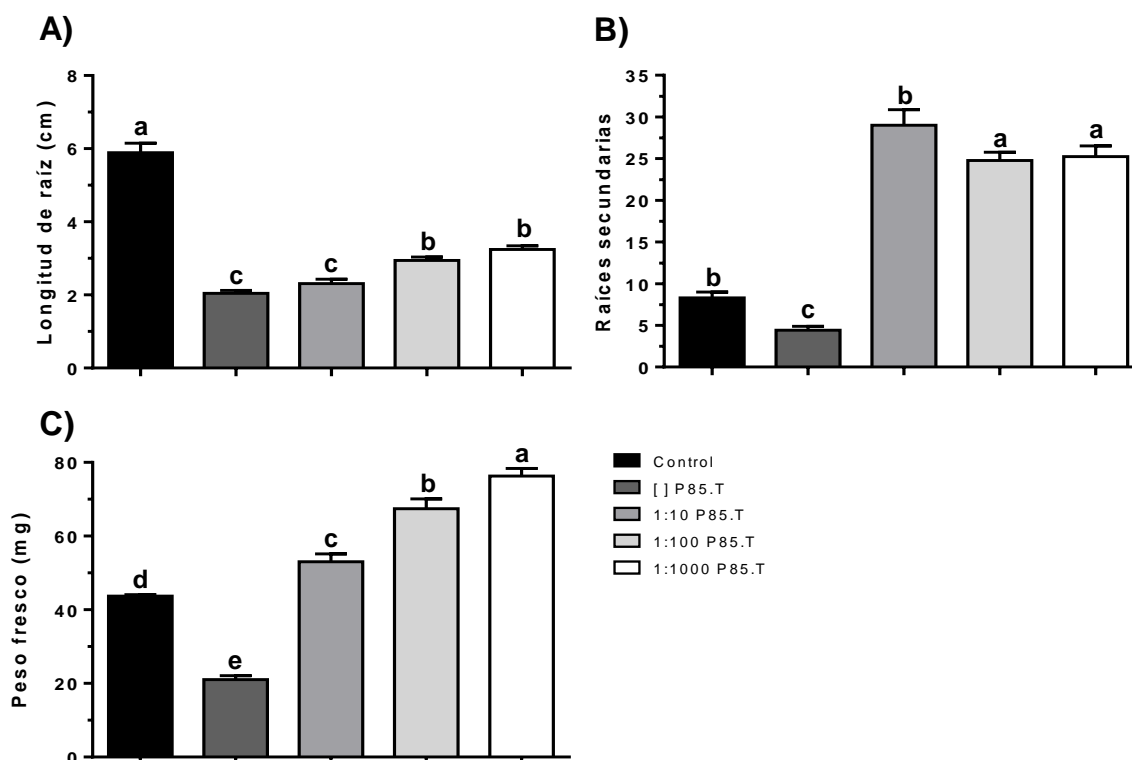 A)
Longitud de raíz (cm)
8
6
4
2
0
a
c
c
b
b
B)
Raíces secundarias
35
30
25
20
15
10
5
0
b
c
b
a
a
C)
Peso fresco (mg)
80
60
40
20
0
d
e
c
b
a
Control
[ ] P85.T
1:10 P85.T
1:100 P85.T
1:1000 P85.T